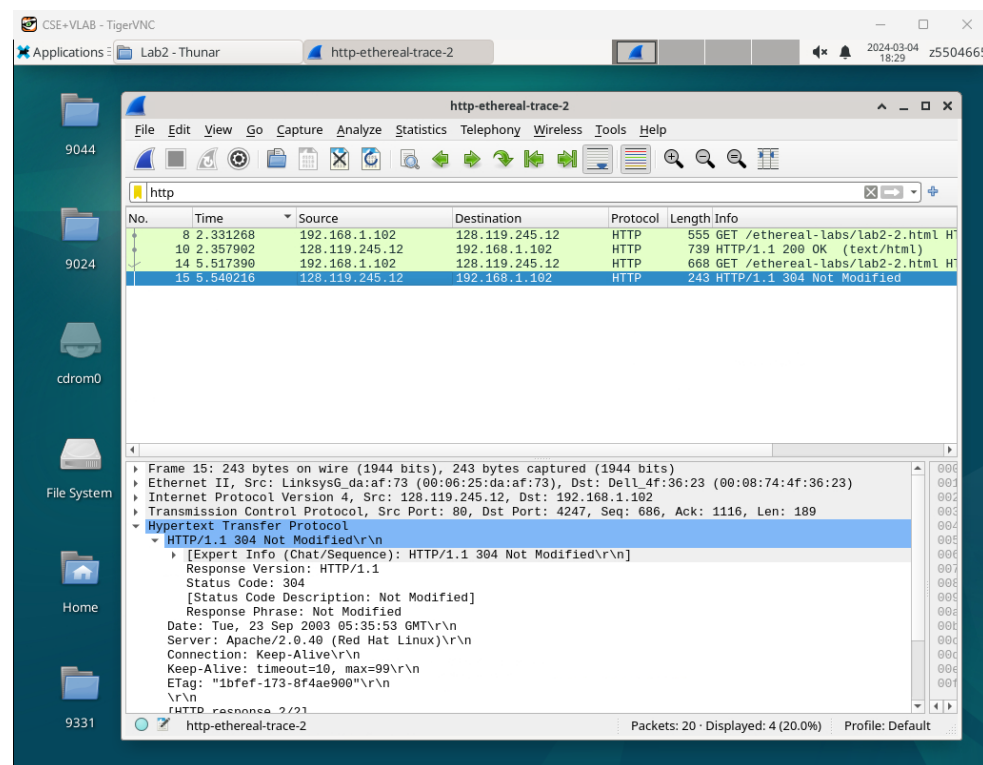 CSE+VLAB - TigerVNC
Applications Lab2 - Thunar http-ethereal-trace-2 2024-03-04 18:29 z5504665
http-ethereal-trace-2
File Edit View Go Capture Analyze Statistics Telephony Wireless Tools Help
http
No. Time Source Destination Protocol Length Info
8 2.331268 192.168.1.102 128.119.245.12 HTTP 555 GET /ethereal-labs/lab2-2.html
10 2.357902 128.119.245.12 192.168.1.102 HTTP 739 HTTP/1.1 200 OK (text/html)
14 5.517390 192.168.1.102 128.119.245.12 HTTP 668 GET /ethereal-labs/lab2-2.html
15 5.540216 128.119.245.12 192.168.1.102 HTTP 243 HTTP/1.1 304 Not Modified
Frame 15: 243 bytes on wire (1944 bits), 243 bytes captured (1944 bits)
Ethernet II, Src: LinksysG_da:af:73 (00:06:25:da:af:73), Dst: Dell_4f:36:23 (00:08:74:4f:36:23)
Internet Protocol Version 4, Src: 128.119.245.12, Dst: 192.168.1.102
Transmission Control Protocol, Src Port: 80, Dst Port: 4247, Seq: 686, Ack: 1116, Len: 189
Hypertext Transfer Protocol
HTTP/1.1 304 Not Modified\r\n
[Expert Info (Chat/Sequence): HTTP/1.1 304 Not Modified\r\n]
Response Version: HTTP/1.1
Status Code: 304
[Status Code Description: Not Modified]
Response Phrase: Not Modified
Date: Tue, 23 Sep 2003 05:35:53 GMT\r\n
Server: Apache/2.0.40 (Red Hat Linux)\r\n
Connection: Keep-Alive\r\n
Keep-Alive: timeout=10, max=99\r\n
ETag: "1bfef-173-8f4ae900"\r\n
\r\n
[HTTP response 2/2]
http-ethereal-trace-2 Packets: 20 · Displayed: 4 (20.0%) Profile: Default
9044
9024
cdrom0
File System
Home
9331